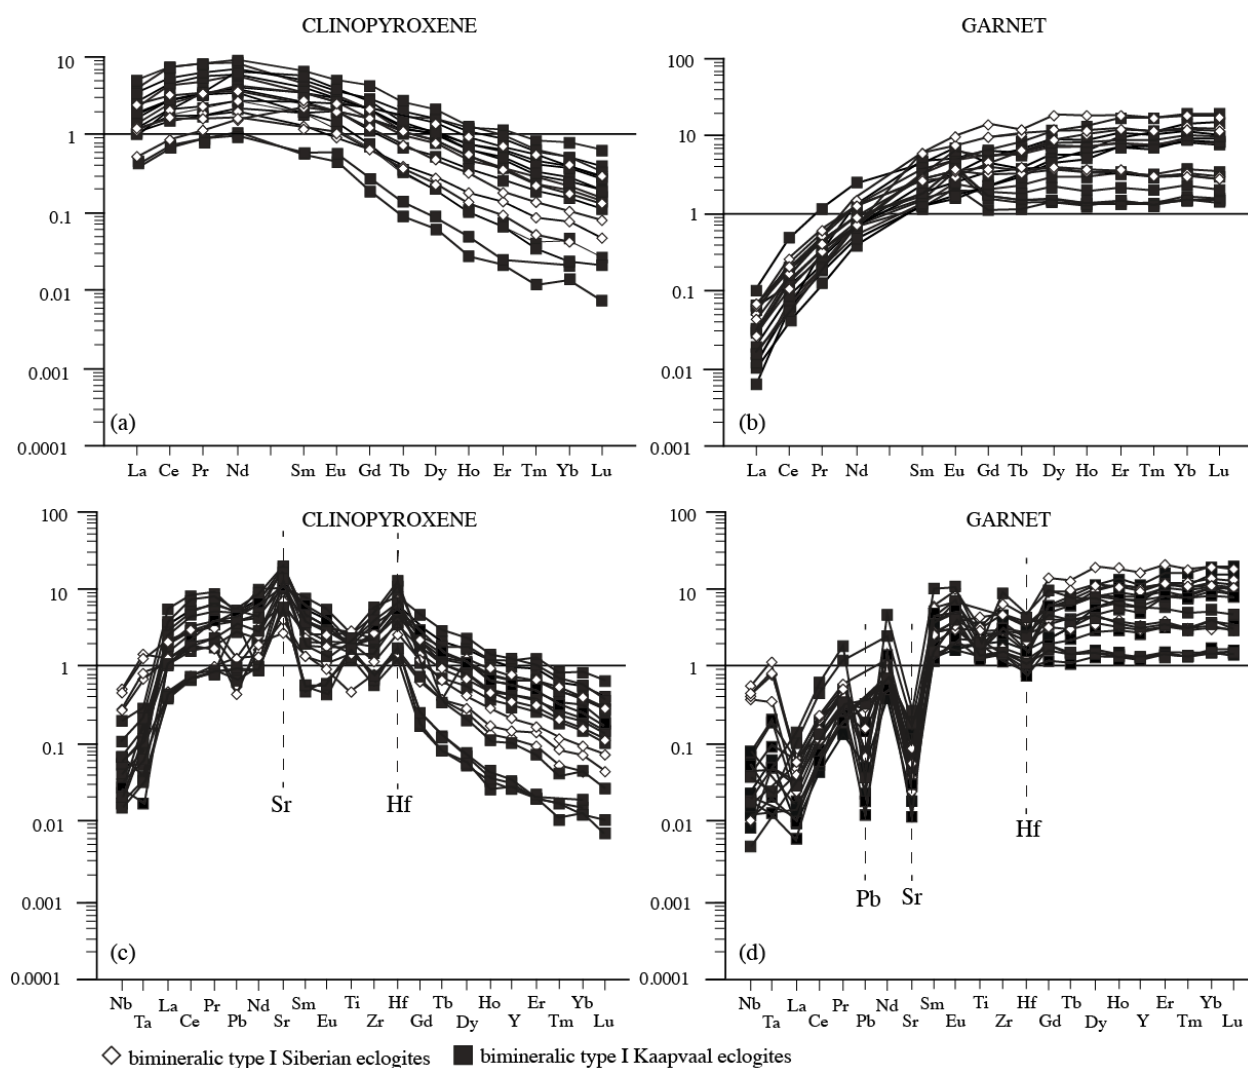 CLINOPYROXENE
10
1
0.1
0.01
0.001
0.0001
(a)
La Ce Pr Nd Sm Eu Gd Tb Dy Ho Er Tm Yb Lu
GARNET
100
10
1
0.1
0.01
.001
(b)
La Ce Pr Nd Sm Eu Gd Tb Dy Ho Er Tm Yb Lu
CLINOPYROXENE
100
10
1
0.1
0.01
0.001
0.0001
Sr Hf
(c)
Nb Ta La Ce Pr Pb Nd Sr Sm Eu Ti Zr Hf Gd Tb Dy Ho Y Er Tm Yb Lu
GARNET
100
10
1
0.1
0.01
0.001
0.0001
Hf
Pb Sr
(d)
Nb Ta La Ce Pr Pb Nd Sr Sm Eu Ti Zr Hf Gd Tb Dy Ho Y Er Tm Yb Lu
bimineralic type I Siberian eclogites
bimineralic type I Kaapvaal eclogites